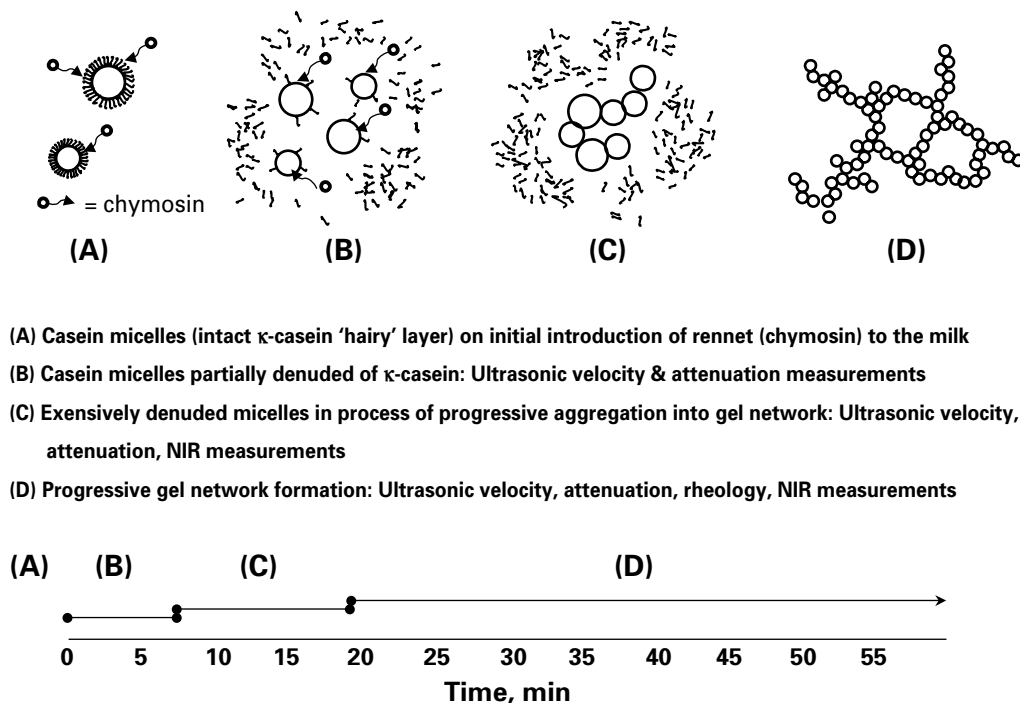 = chymosin
(A)
(B)
(C)
(D)
(A) Casein micelles (intact κ-casein ‘hairy’ layer) on initial introduction of rennet (chymosin) to the milk
(B) Casein micelles partially denuded of κ-casein: Ultrasonic velocity & attenuation measurements
(C) Exensively denuded micelles in process of progressive aggregation into gel network: Ultrasonic velocity,
attenuation, NIR measurements
(D) Progressive gel network formation: Ultrasonic velocity, attenuation, rheology, NIR measurements
(A) (B) (C) (D)
0 5 10 15 20 25 30 35 40 45 50 55
Time, min